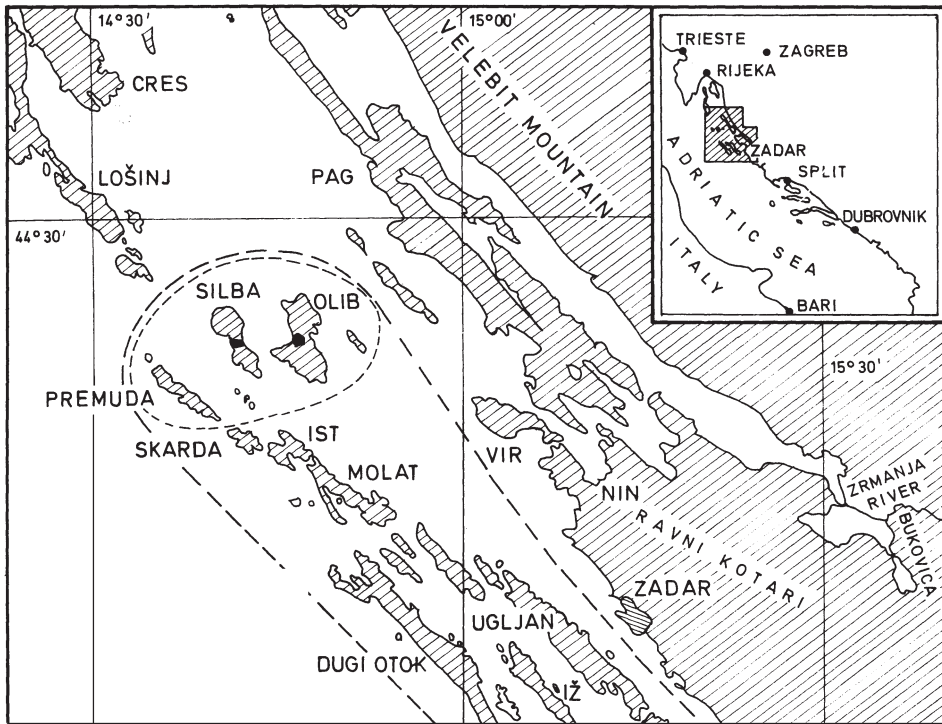 14°30'
15°00'
CRES
VELEBIT MOUNTAIN
LOŠINJ
PAG
44°30'
SILBA
OLIB
PREMUDA
SKARDA
IST
MOLAT
VIR
NIN
RAVNI KOTARI
ZADAR
UGLJAN
DUGI OTOK
IŽ
15°30'
ZRMANJA
RIVER
BUKOVICA
TRIESTE
ZAGREB
RIJEKA
ZADAR
SPLIT
DUBROVNIK
ADRIATIC SEA
ITALY
BARI